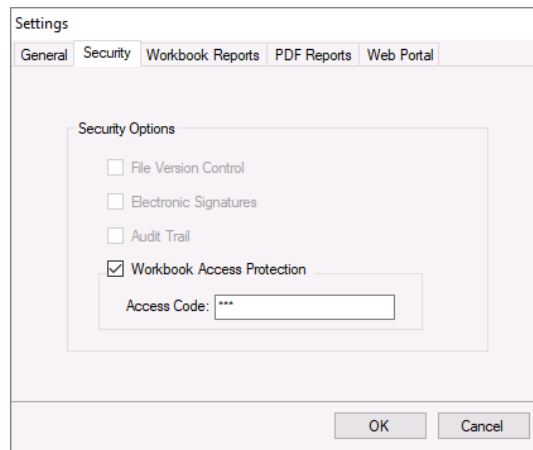 Settings
General Security Workbook Reports PDF Reports Web Portal
Security Options
File Version Control
Electronic Signatures
Audit Trail
Workbook Access Protection
Access Code: ***
OK Cancel